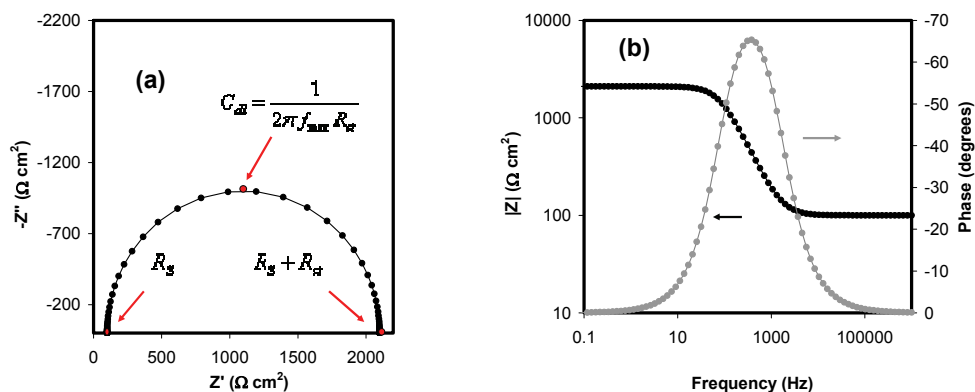 -2200
-1700
-1200
-700
-200
-Z'' (Ω cm²)
(a)
C_dl = 1 / (2π f_max R_ct)
R_S
R_S + R_ct
0 500 1000 1500 2000
Z' (Ω cm²)
10000
1000
100
10
|Z| (Ω cm²)
(b)
-70
-60
-50
-40
-30
-20
-10
0
Phase (degrees)
0.1 10 1000 100000
Frequency (Hz)